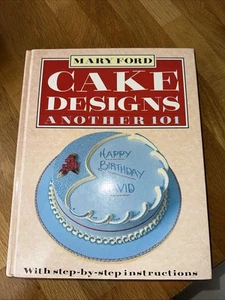 MARY FORD
CAKE
DESIGNS
ANOTHER 101
HAPPY
BIRTHDAY
DAVID
With step-by-step instructions